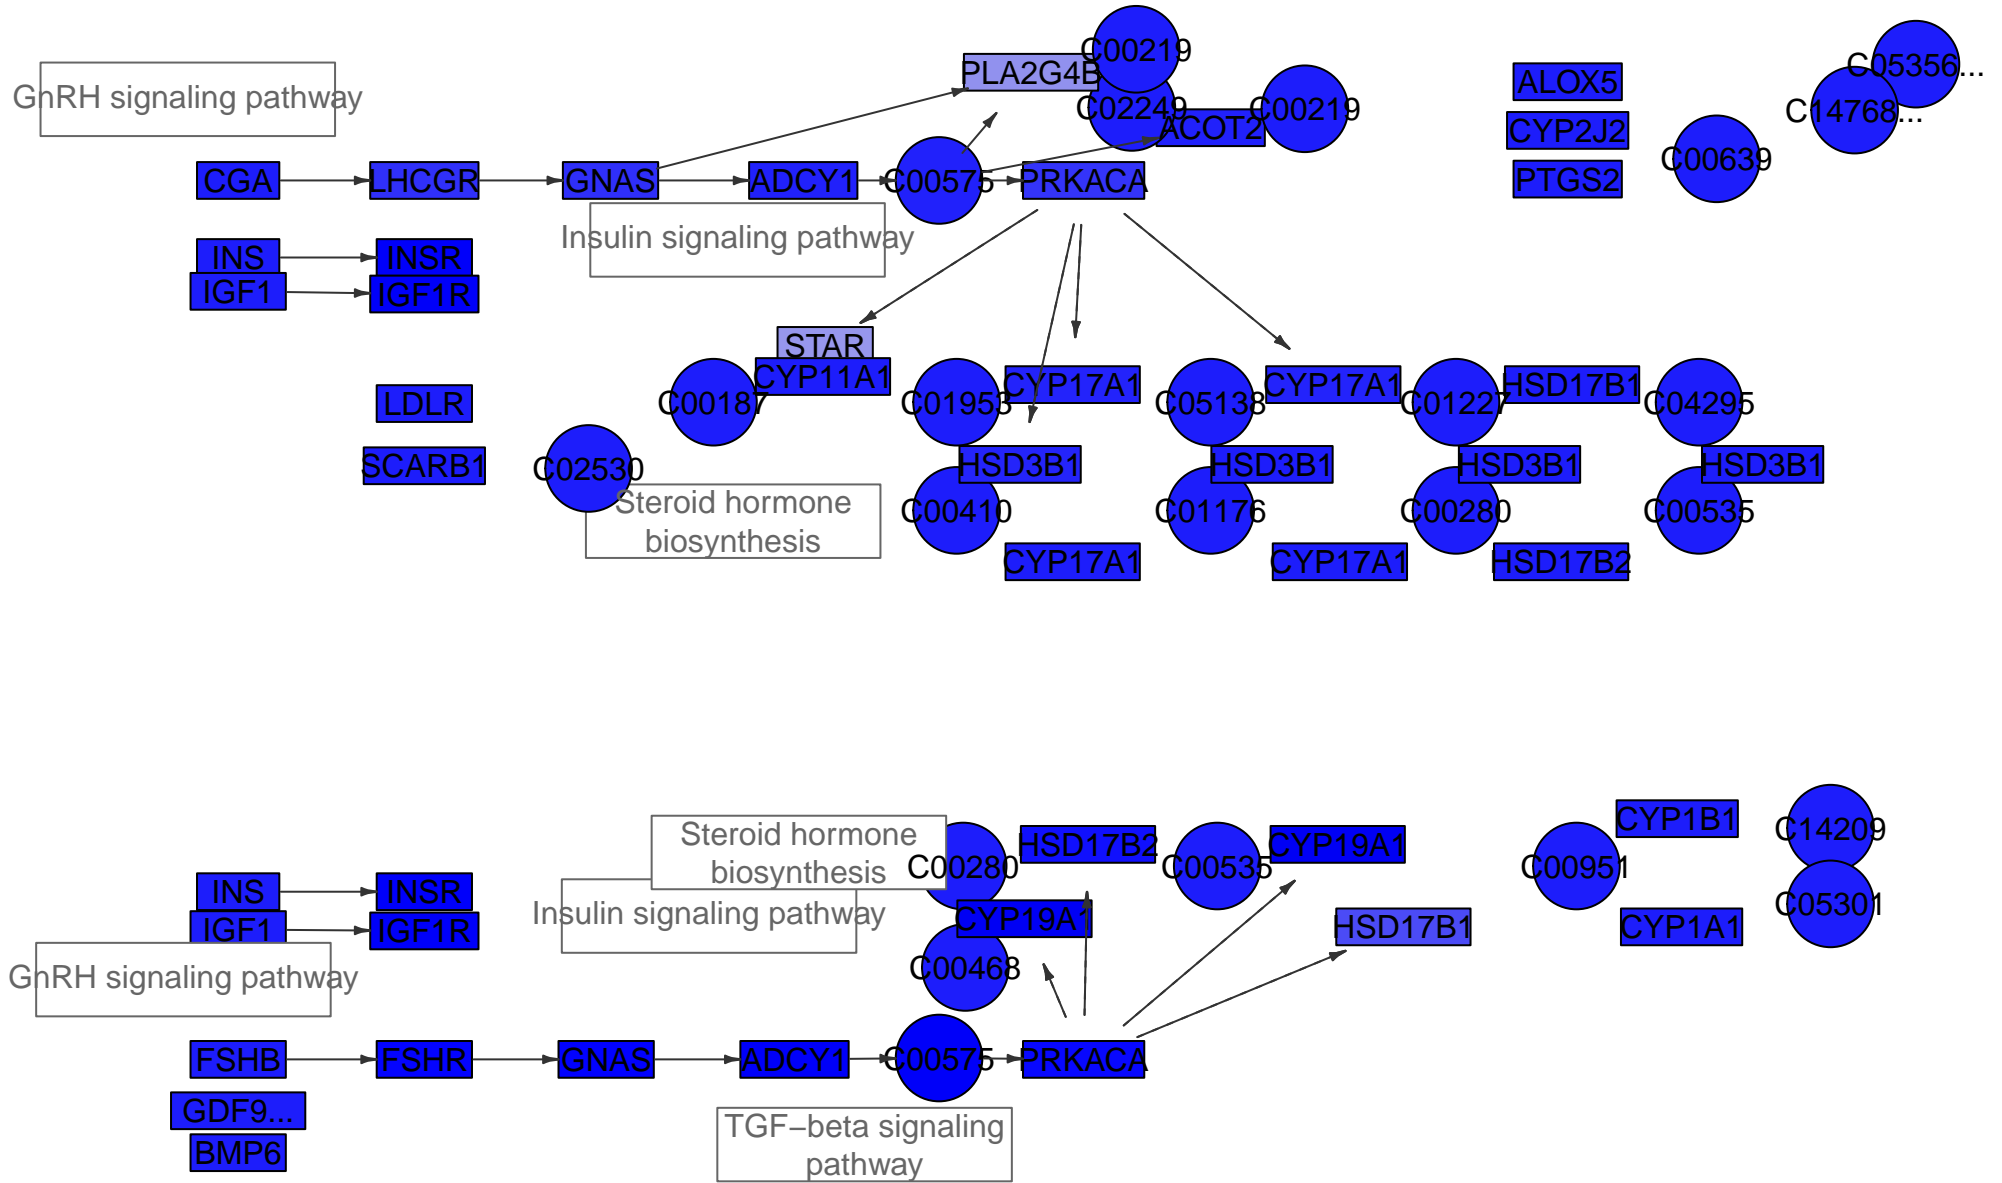 GnRH signaling pathway
PLA2G4B
C00219
C02249
ACOT2
C00219
ALOX5
CYP2J2
PTGS2
C00639
C05356...
C14768...
CGA
LHCGR
GNAS
ADCY1
C00575
PRKACA
Insulin signaling pathway
INS
INSR
IGF1
IGF1R
STAR
CYP11A1
C00187
C01953
CYP17A1
C05138
CYP17A1
C01227
HSD17B1
C04295
LDLR
SCARB1
C02530
HSD3B1
HSD3B1
HSD3B1
HSD3B1
Steroid hormone
biosynthesis
C00410
C01176
C00280
C00535
CYP17A1
CYP17A1
HSD17B2
Steroid hormone
biosynthesis
C00280
HSD17B2
C00535
CYP19A1
C00951
CYP1B1
C14209
INS
INSR
Insulin signaling pathway
CYP19A1
HSD17B1
CYP1A1
C05301
IGF1
IGF1R
GnRH signaling pathway
C00468
FSHB
FSHR
GNAS
ADCY1
C00575
PRKACA
GDF9...
BMP6
TGF−beta signaling
pathway